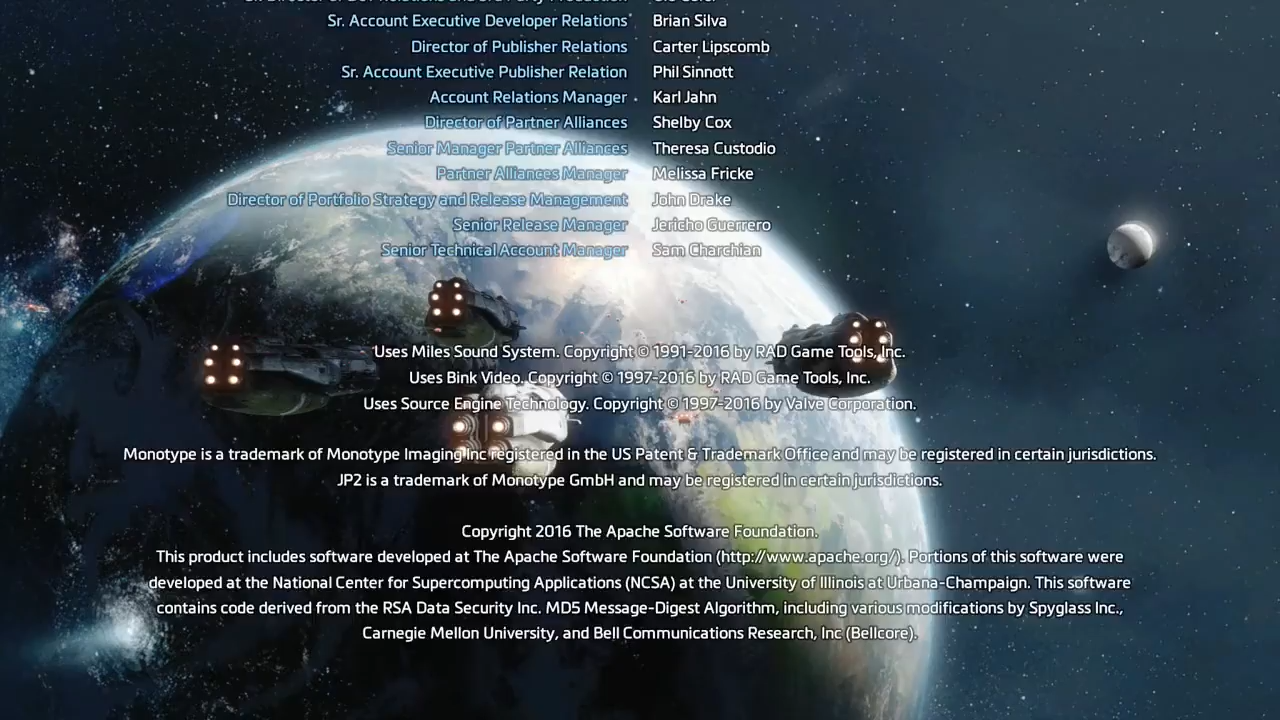 Sr. Account Executive Developer Relations Brian Silva
Director of Publisher Relations Carter Lipscomb
Sr. Account Executive Publisher Relation Phil Sinnott
Account Relations Manager Karl Jahn
Director of Partner Alliances Shelby Cox
Senior Manager Partner Alliances Theresa Custodio
Partner Alliances Manager Melissa Fricke
Director of Portfolio Strategy and Release Management John Drake
Senior Release Manager Jericho Guerrero
Senior Technical Account Manager Sam Charchian
Uses Miles Sound System. Copyright © 1991-2016 by RAD Game Tools, Inc.
Uses Bink Video. Copyright © 1997-2016 by RAD Game Tools, Inc.
Uses Source Engine Technology. Copyright © 1997-2016 by Valve Corporation.
Monotype is a trademark of Monotype Imaging Inc registered in the US Patent & Trademark Office and may be registered in certain jurisdictions.
JP2 is a trademark of Monotype GmbH and may be registered in certain jurisdictions.
Copyright 2016 The Apache Software Foundation.
This product includes software developed at The Apache Software Foundation (http://www.apache.org/). Portions of this software were
developed at the National Center for Supercomputing Applications (NCSA) at the University of Illinois at Urbana-Champaign. This software
contains code derived from the RSA Data Security Inc. MD5 Message-Digest Algorithm, including various modifications by Spyglass Inc.,
Carnegie Mellon University, and Bell Communications Research, Inc (Bellcore).